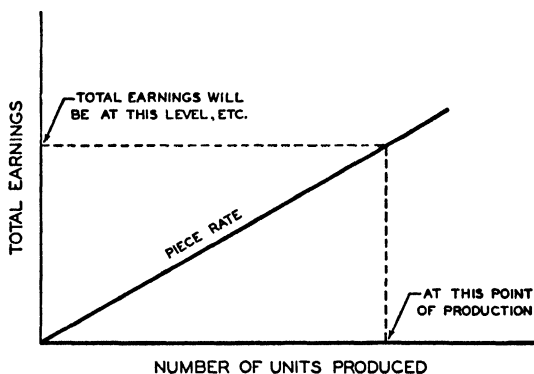 TOTAL EARNINGS WILL
BE AT THIS LEVEL, ETC.
TOTAL EARNINGS
PIECE RATE
AT THIS POINT
OF PRODUCTION
NUMBER OF UNITS PRODUCED